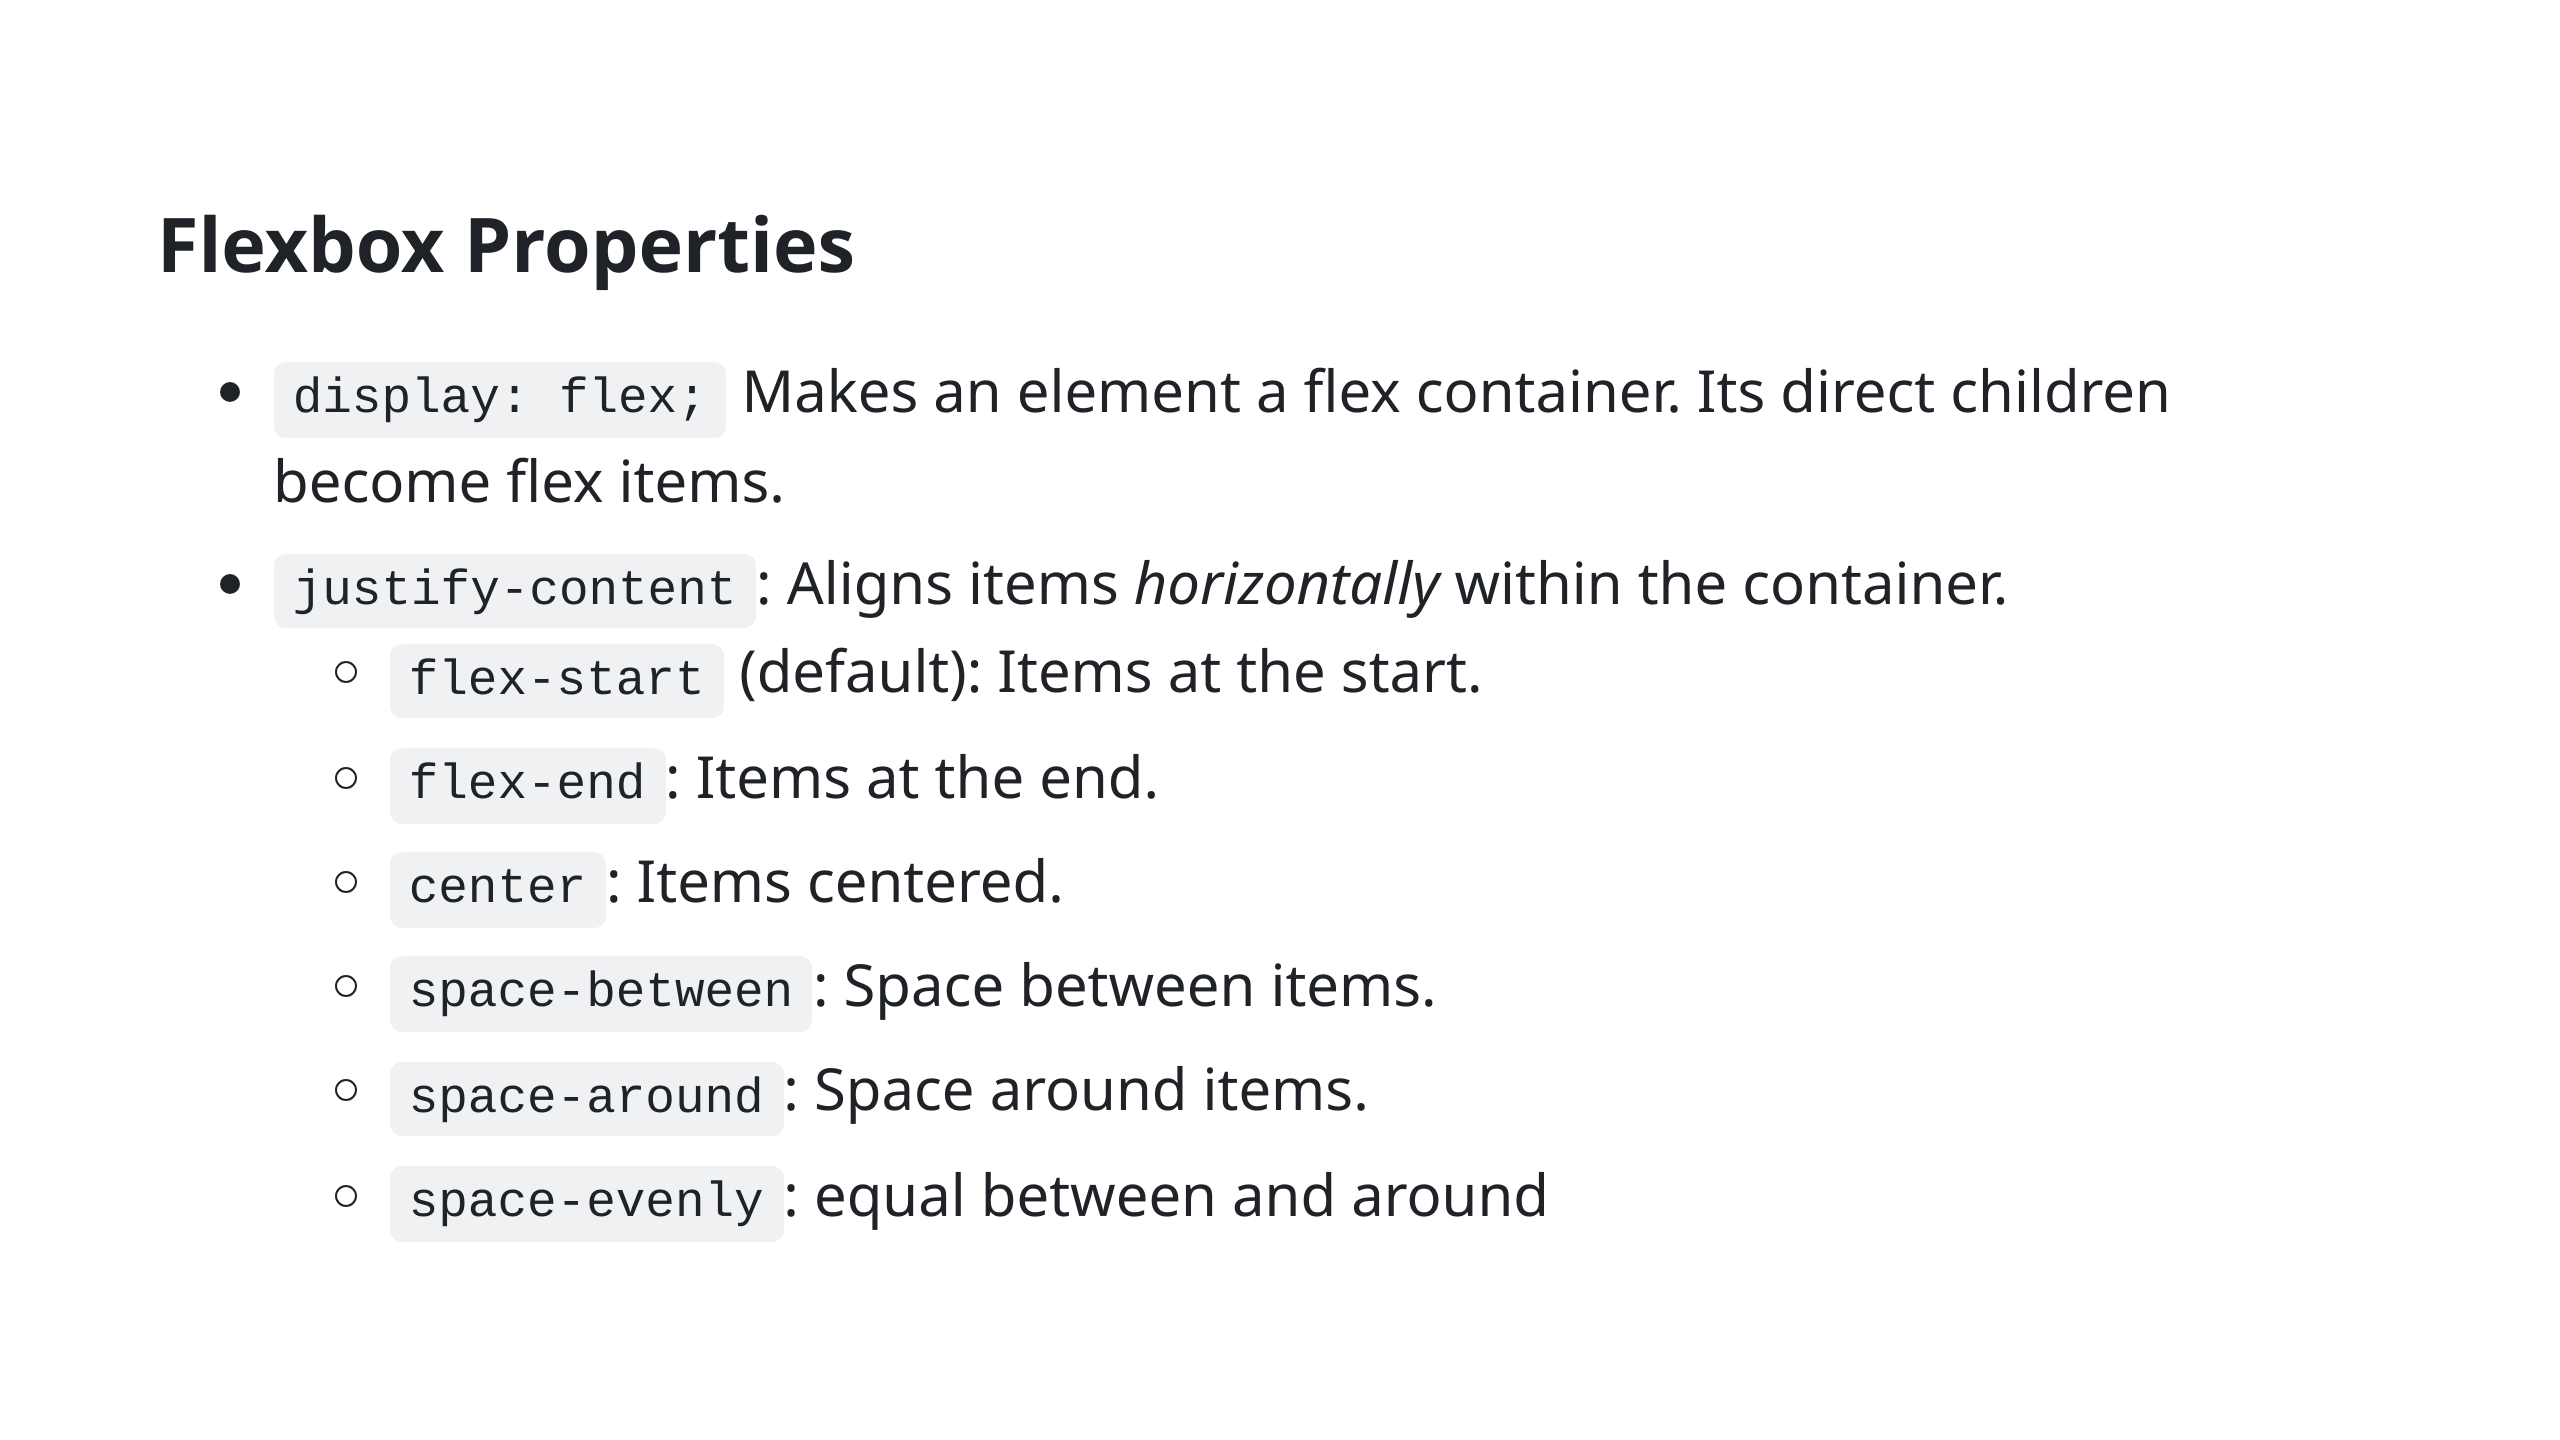 Flexbox Properties
• display: flex; Makes an element a flex container. Its direct children
become flex items.
• justify-content: Aligns items horizontally within the container.
○ flex-start (default): Items at the start.
○ flex-end: Items at the end.
○ center: Items centered.
○ space-between: Space between items.
○ space-around: Space around items.
○ space-evenly: equal between and around